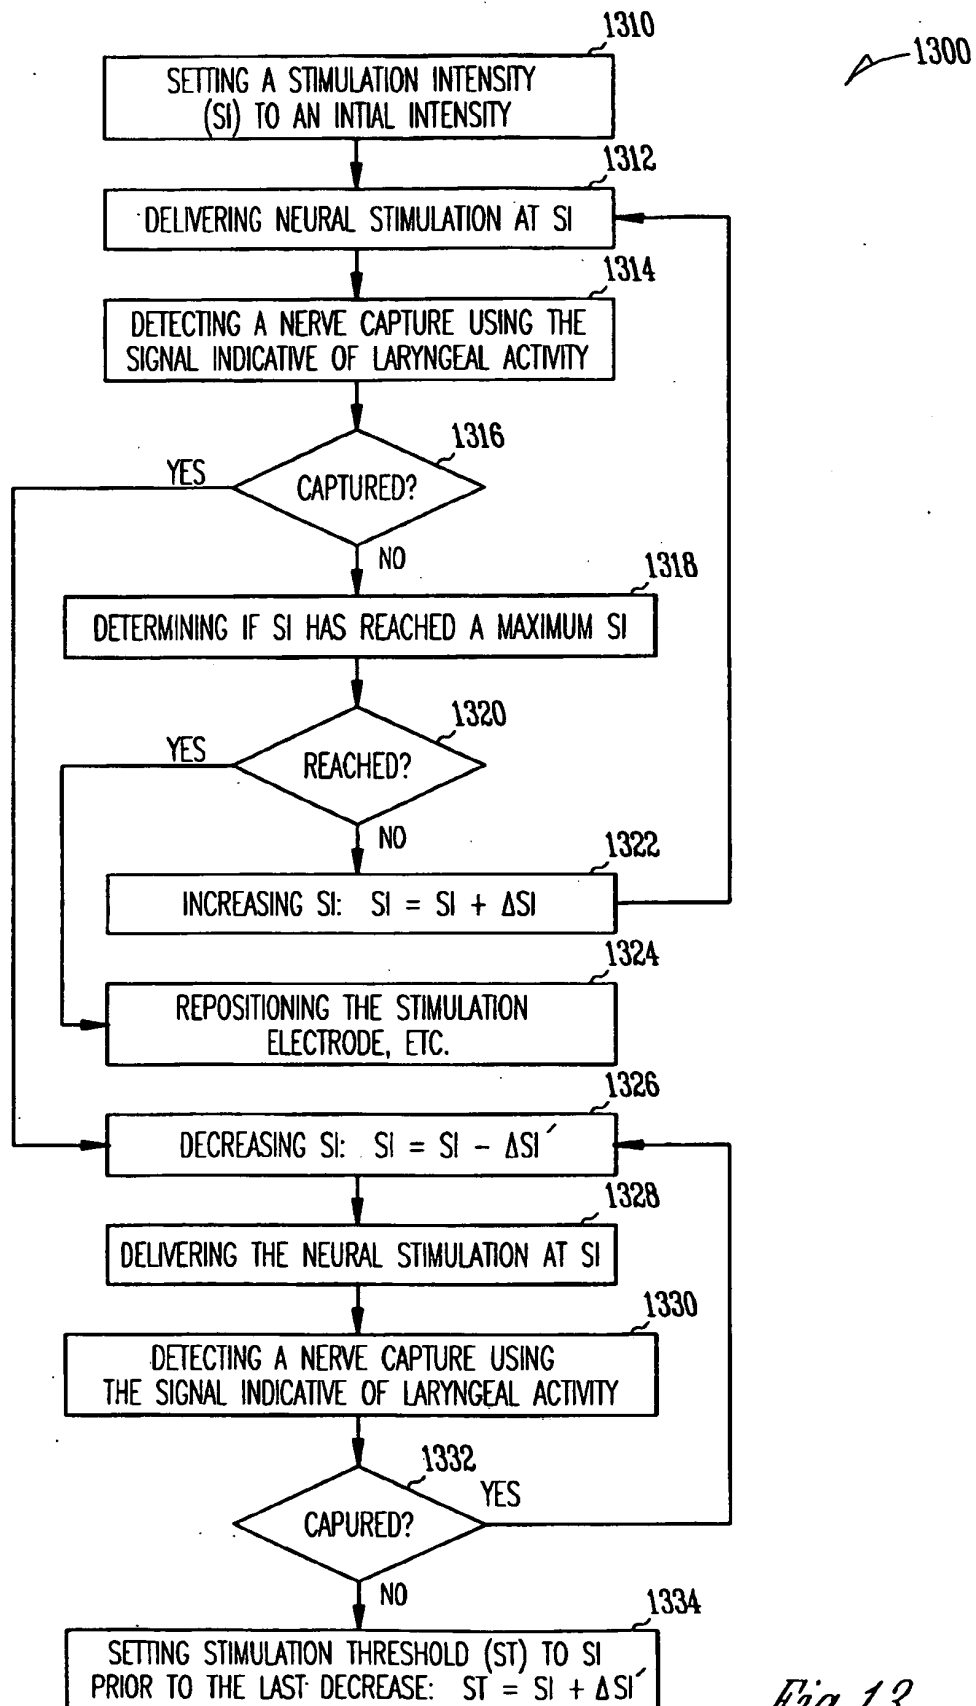 1310
1300
SETTING A STIMULATION INTENSITY
(SI) TO AN INTIAL INTENSITY
1312
DELIVERING NEURAL STIMULATION AT SI
1314
DETECTING A NERVE CAPTURE USING THE
SIGNAL INDICATIVE OF LARYNGEAL ACTIVITY
1316
YES
CAPTURED?
NO
1318
DETERMINING IF SI HAS REACHED A MAXIMUM SI
1320
YES
REACHED?
NO
1322
INCREASING SI: SI = SI + ΔSI
1324
REPOSITIONING THE STIMULATION
ELECTRODE, ETC.
1326
DECREASING SI: SI = SI − ΔSI′
1328
DELIVERING THE NEURAL STIMULATION AT SI
1330
DETECTING A NERVE CAPTURE USING
THE SIGNAL INDICATIVE OF LARYNGEAL ACTIVITY
1332
YES
CAPURED?
NO
1334
SETTING STIMULATION THRESHOLD (ST) TO SI
PRIOR TO THE LAST DECREASE: ST = SI + ΔSI′
Fig.13